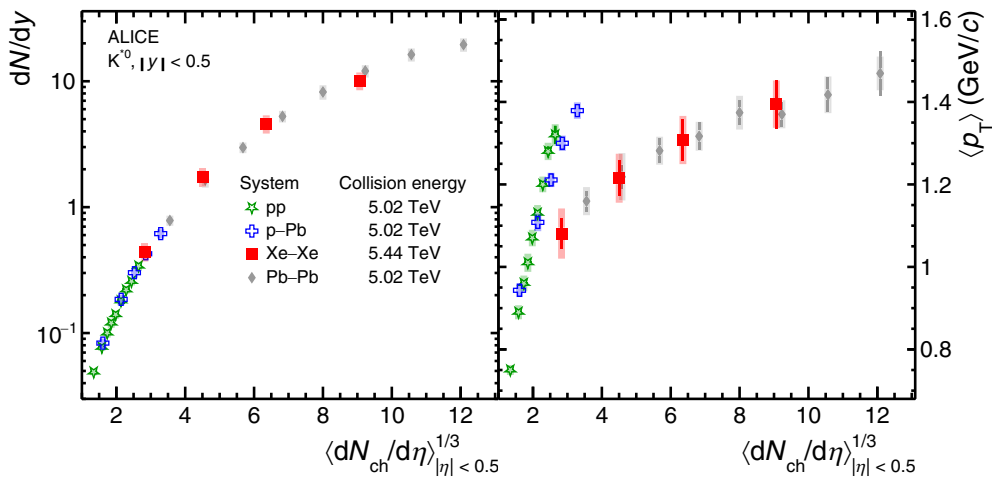 dN/dy
ALICE
K*0, |y| < 0.5
10
1
10−1
System Collision energy
pp 5.02 TeV
p–Pb 5.02 TeV
Xe–Xe 5.44 TeV
Pb–Pb 5.02 TeV
2 4 6 8 10 12
⟨dNch/dη⟩1/3|η| < 0.5
1.6
1.4
1.2
1
0.8
⟨pT⟩ (GeV/c)
2 4 6 8 10 12
⟨dNch/dη⟩1/3|η| < 0.5